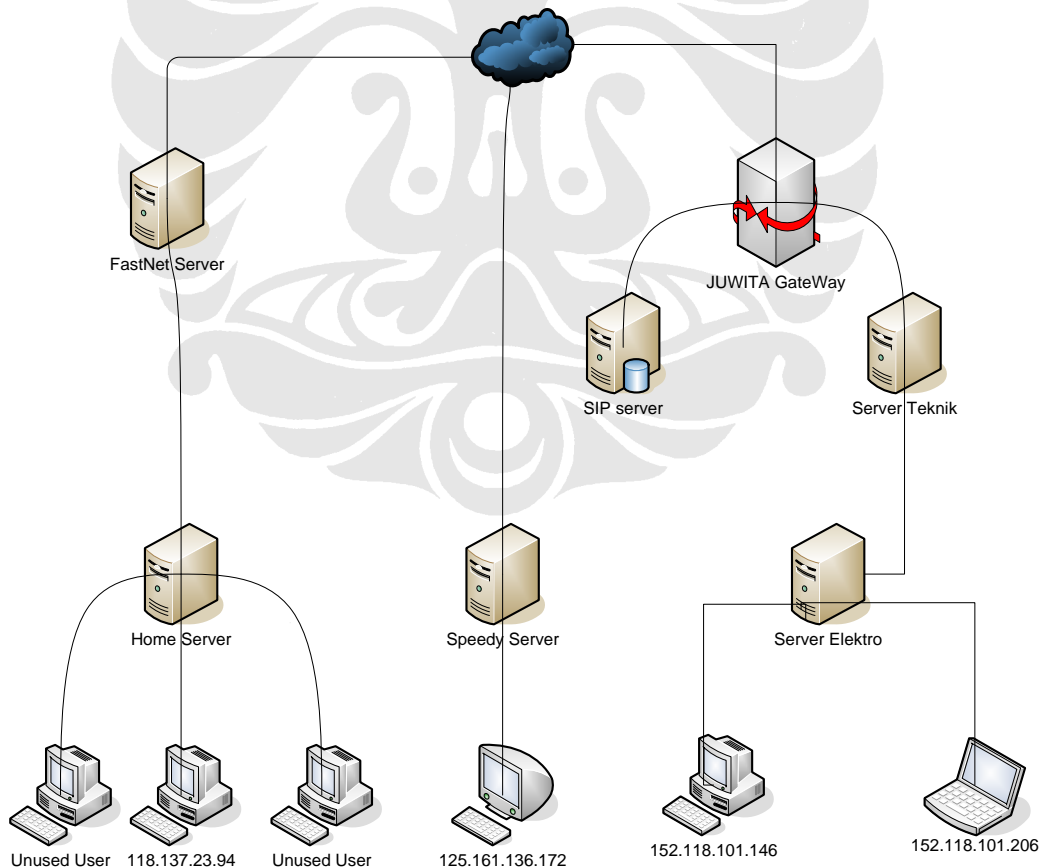 FastNet Server
JUWITA GateWay
SIP server
Server Teknik
Home Server
Speedy Server
Server Elektro
Unused User
118.137.23.94
Unused User
125.161.136.172
152.118.101.146
152.118.101.206